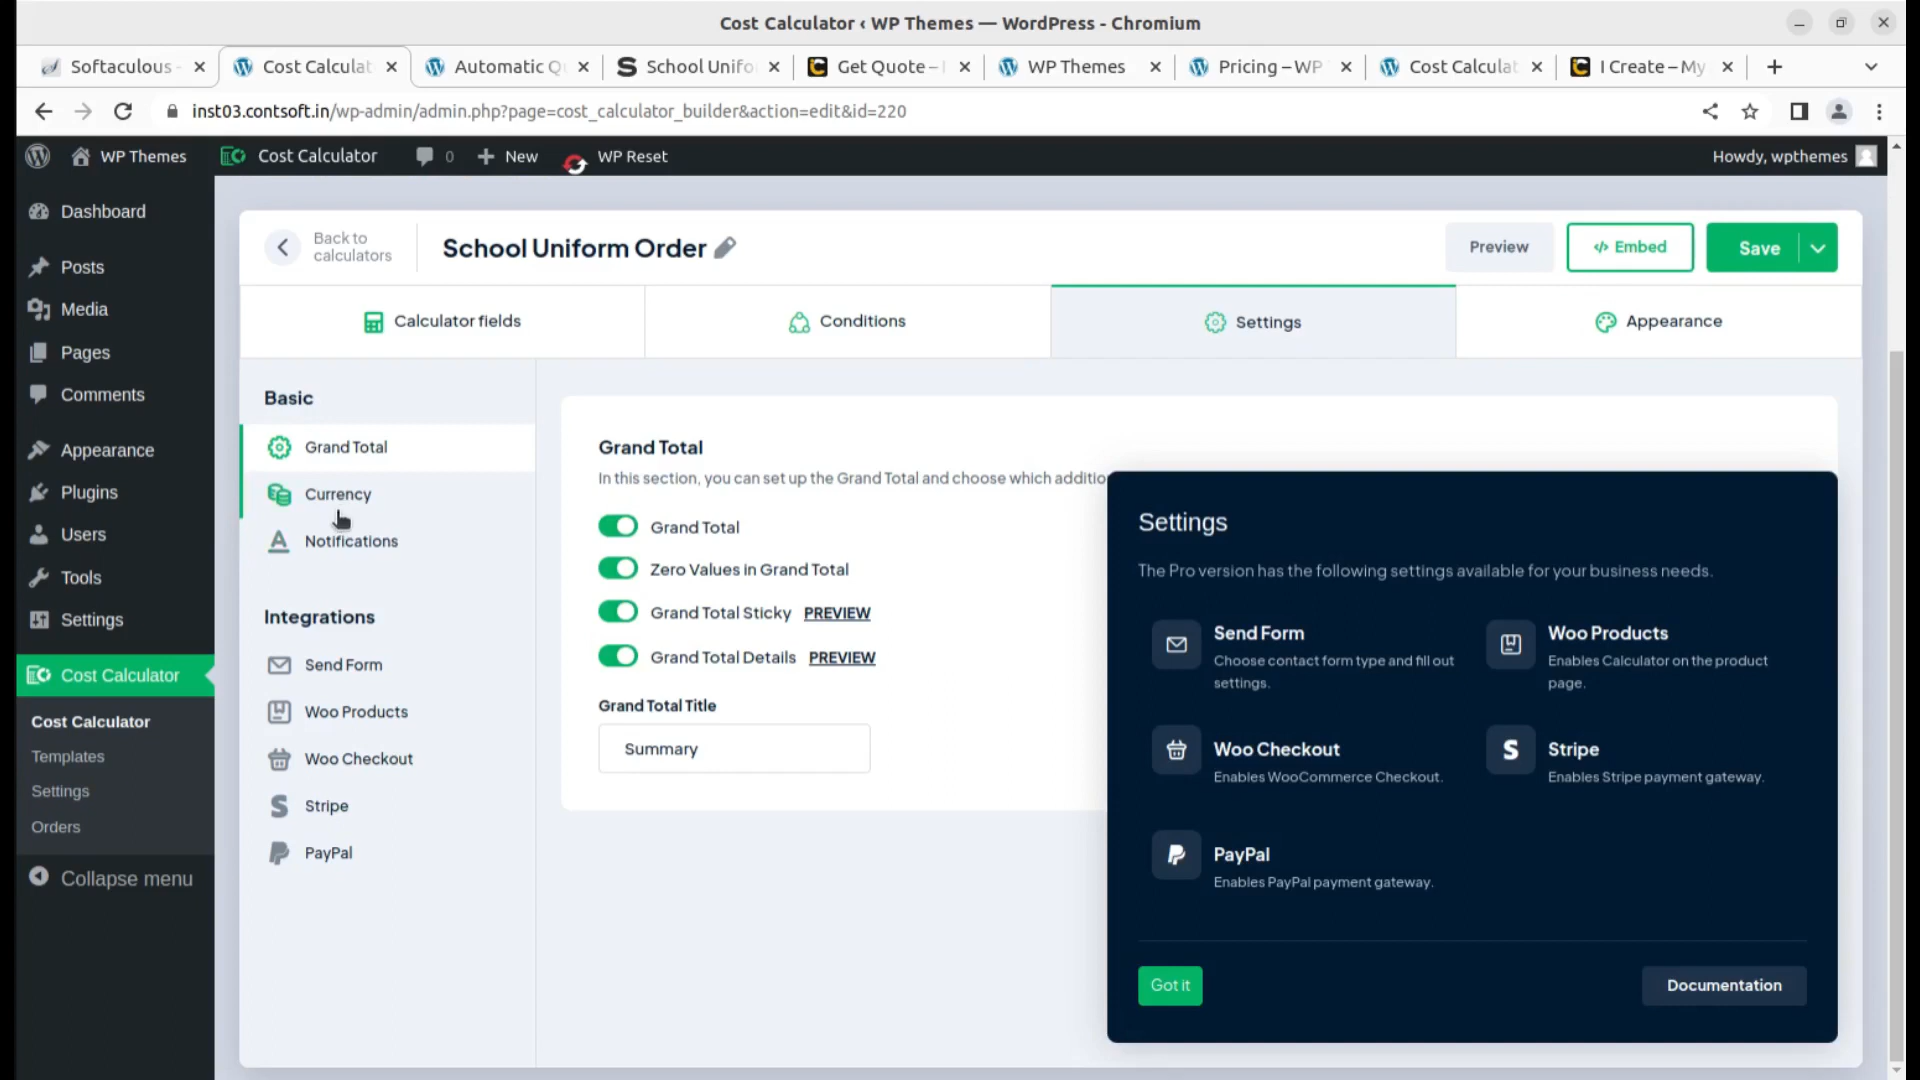 Cost Calculator ‹ WP Themes — WordPress - Chromium
Softaculous -
Cost Calculat
Automatic Q
School Unifo
Get Quote –
WP Themes
Pricing – WP
Cost Calculat
I Create – My
inst03.contsoft.in/wp-admin/admin.php?page=cost_calculator_builder&action=edit&id=220
WP Themes
Cost Calculator
0
New
WP Reset
Howdy, wpthemes
Dashboard
Posts
Media
Pages
Comments
Appearance
Plugins
Users
Tools
Settings
Cost Calculator
Cost Calculator
Templates
Settings
Orders
Collapse menu
Back to
calculators
School Uniform Order
Preview
</> Embed
Save
Calculator fields
Conditions
Settings
Appearance
Basic
Grand Total
Currency
Notifications
Integrations
Send Form
Woo Products
Woo Checkout
Stripe
PayPal
Grand Total
In this section, you can set up the Grand Total and choose which additio
Grand Total
Zero Values in Grand Total
Grand Total Sticky PREVIEW
Grand Total Details PREVIEW
Grand Total Title
Summary
Settings
The Pro version has the following settings available for your business needs.
Send Form
Choose contact form type and fill out
settings.
Woo Products
Enables Calculator on the product
page.
Woo Checkout
Enables WooCommerce Checkout.
Stripe
Enables Stripe payment gateway.
PayPal
Enables PayPal payment gateway.
Got it
Documentation